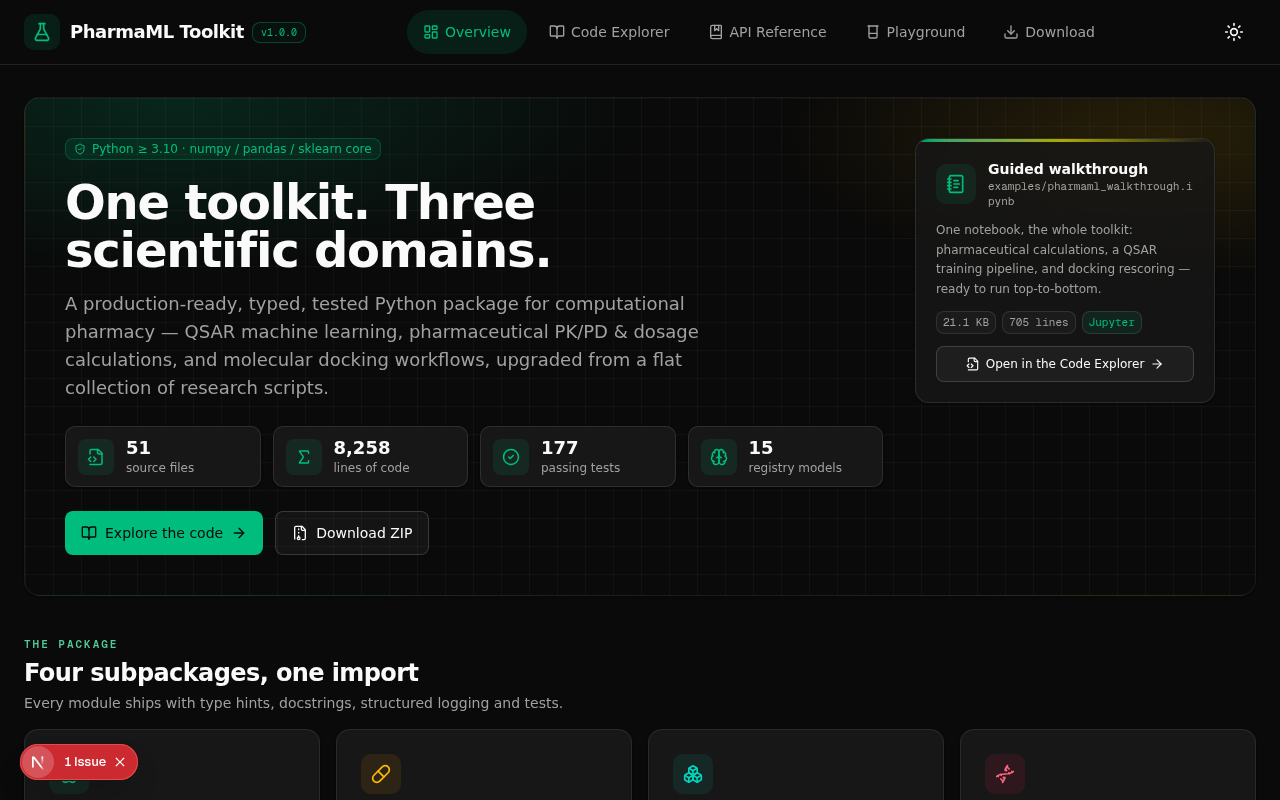 PharmaML Toolkit v1.0.0 Overview Code Explorer API Reference Playground Download
Python ≥ 3.10 · numpy / pandas / sklearn core
One toolkit. Three
scientific domains.
A production-ready, typed, tested Python package for computational
pharmacy — QSAR machine learning, pharmaceutical PK/PD & dosage
calculations, and molecular docking workflows, upgraded from a flat
collection of research scripts.
51
source files
8,258
lines of code
177
passing tests
15
registry models
Explore the code
Download ZIP
Guided walkthrough
examples/pharmaml_walkthrough.i
pynb
One notebook, the whole toolkit:
pharmaceutical calculations, a QSAR
training pipeline, and docking rescoring —
ready to run top-to-bottom.
21.1 KB 705 lines Jupyter
Open in the Code Explorer
THE PACKAGE
Four subpackages, one import
Every module ships with type hints, docstrings, structured logging and tests.
N 1 Issue